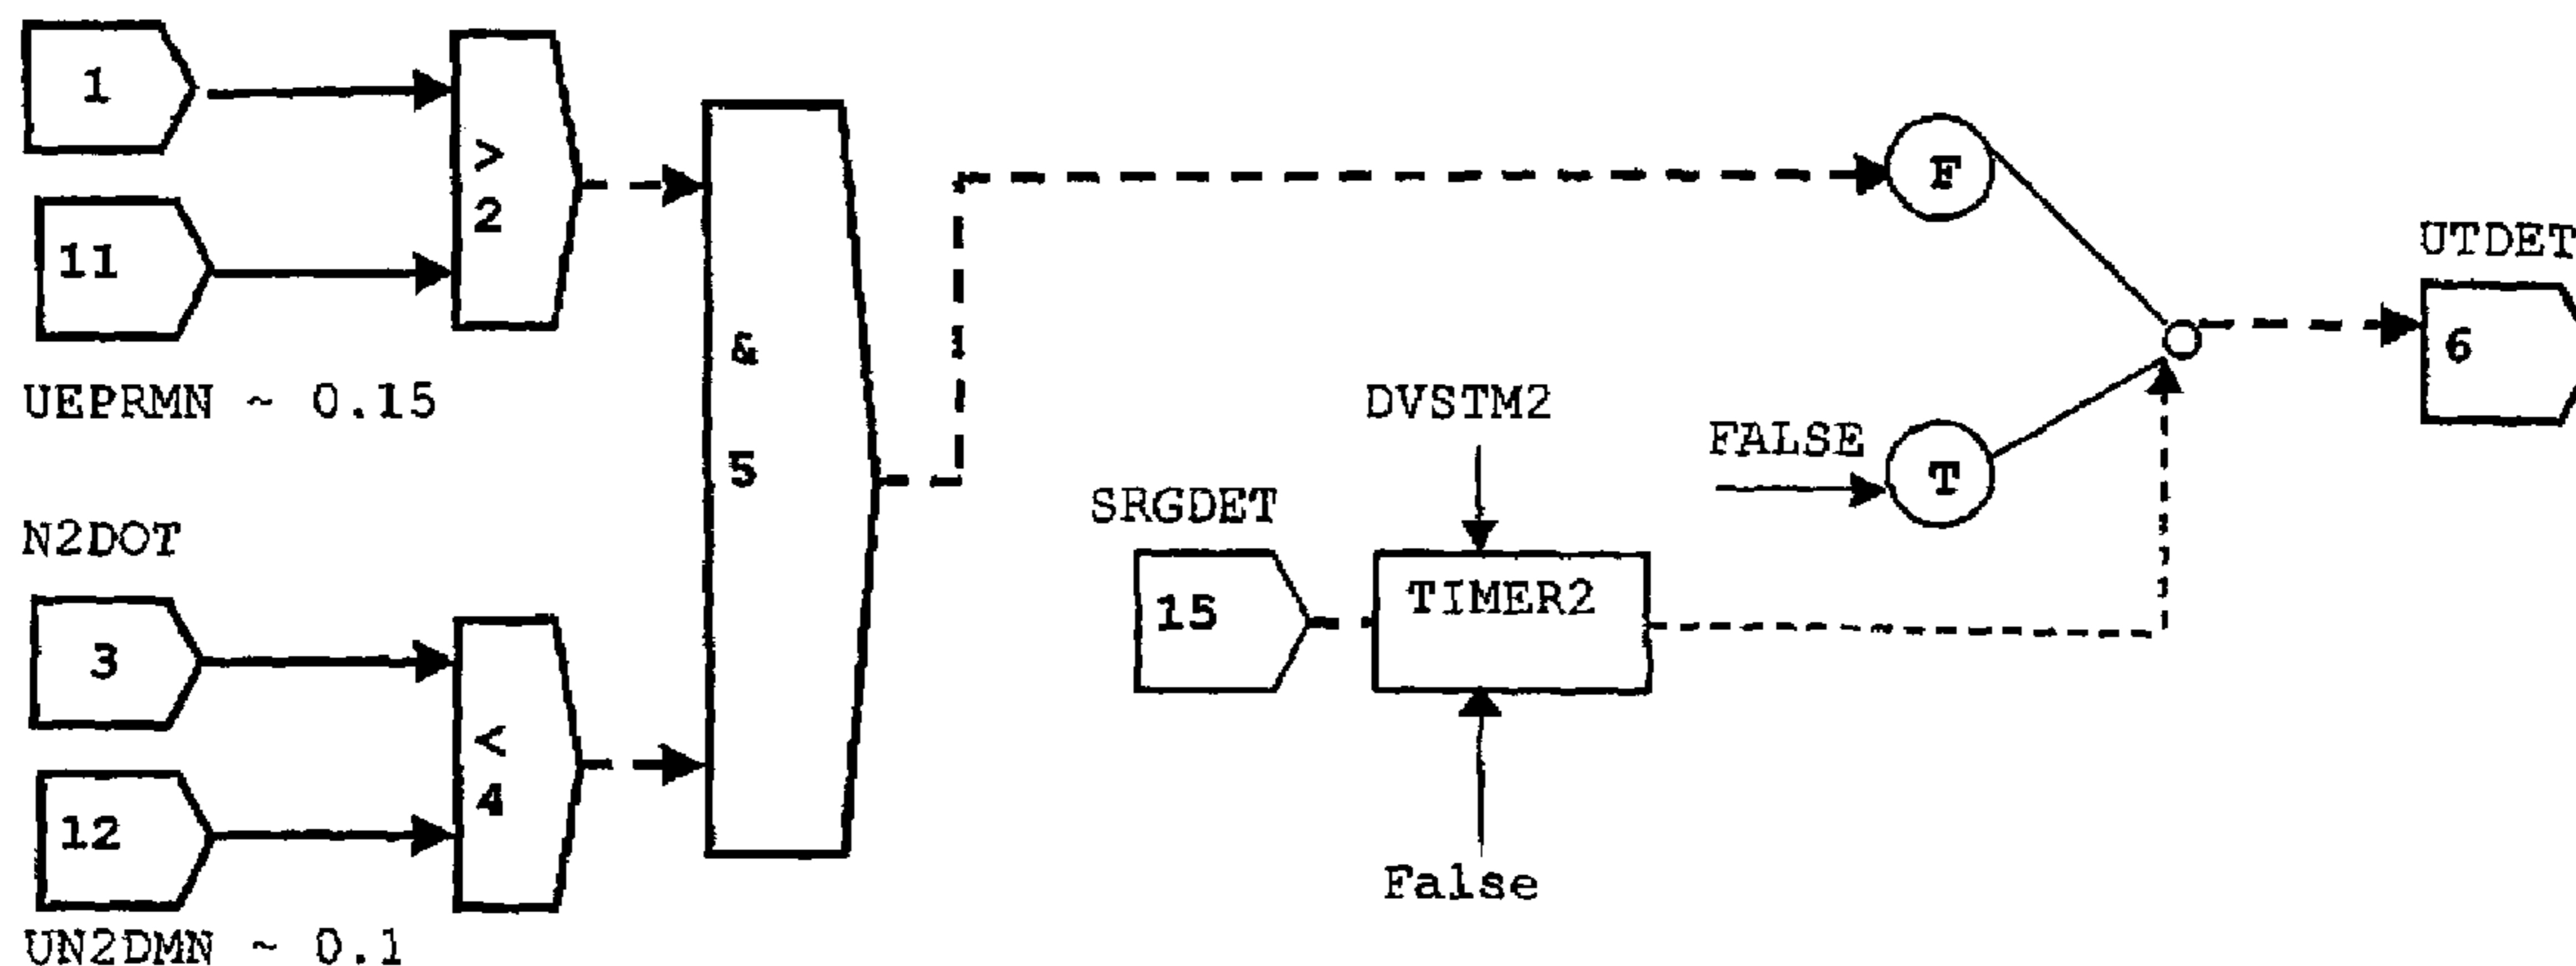 1
11
UEPRMN ~ 0.15
>
2
N2DOT
3
12
UN2DMN ~ 0.1
<
4
&
5
SRGDET
15
DVSTM2
TIMER2
False
F
FALSE
T
UTDET
6